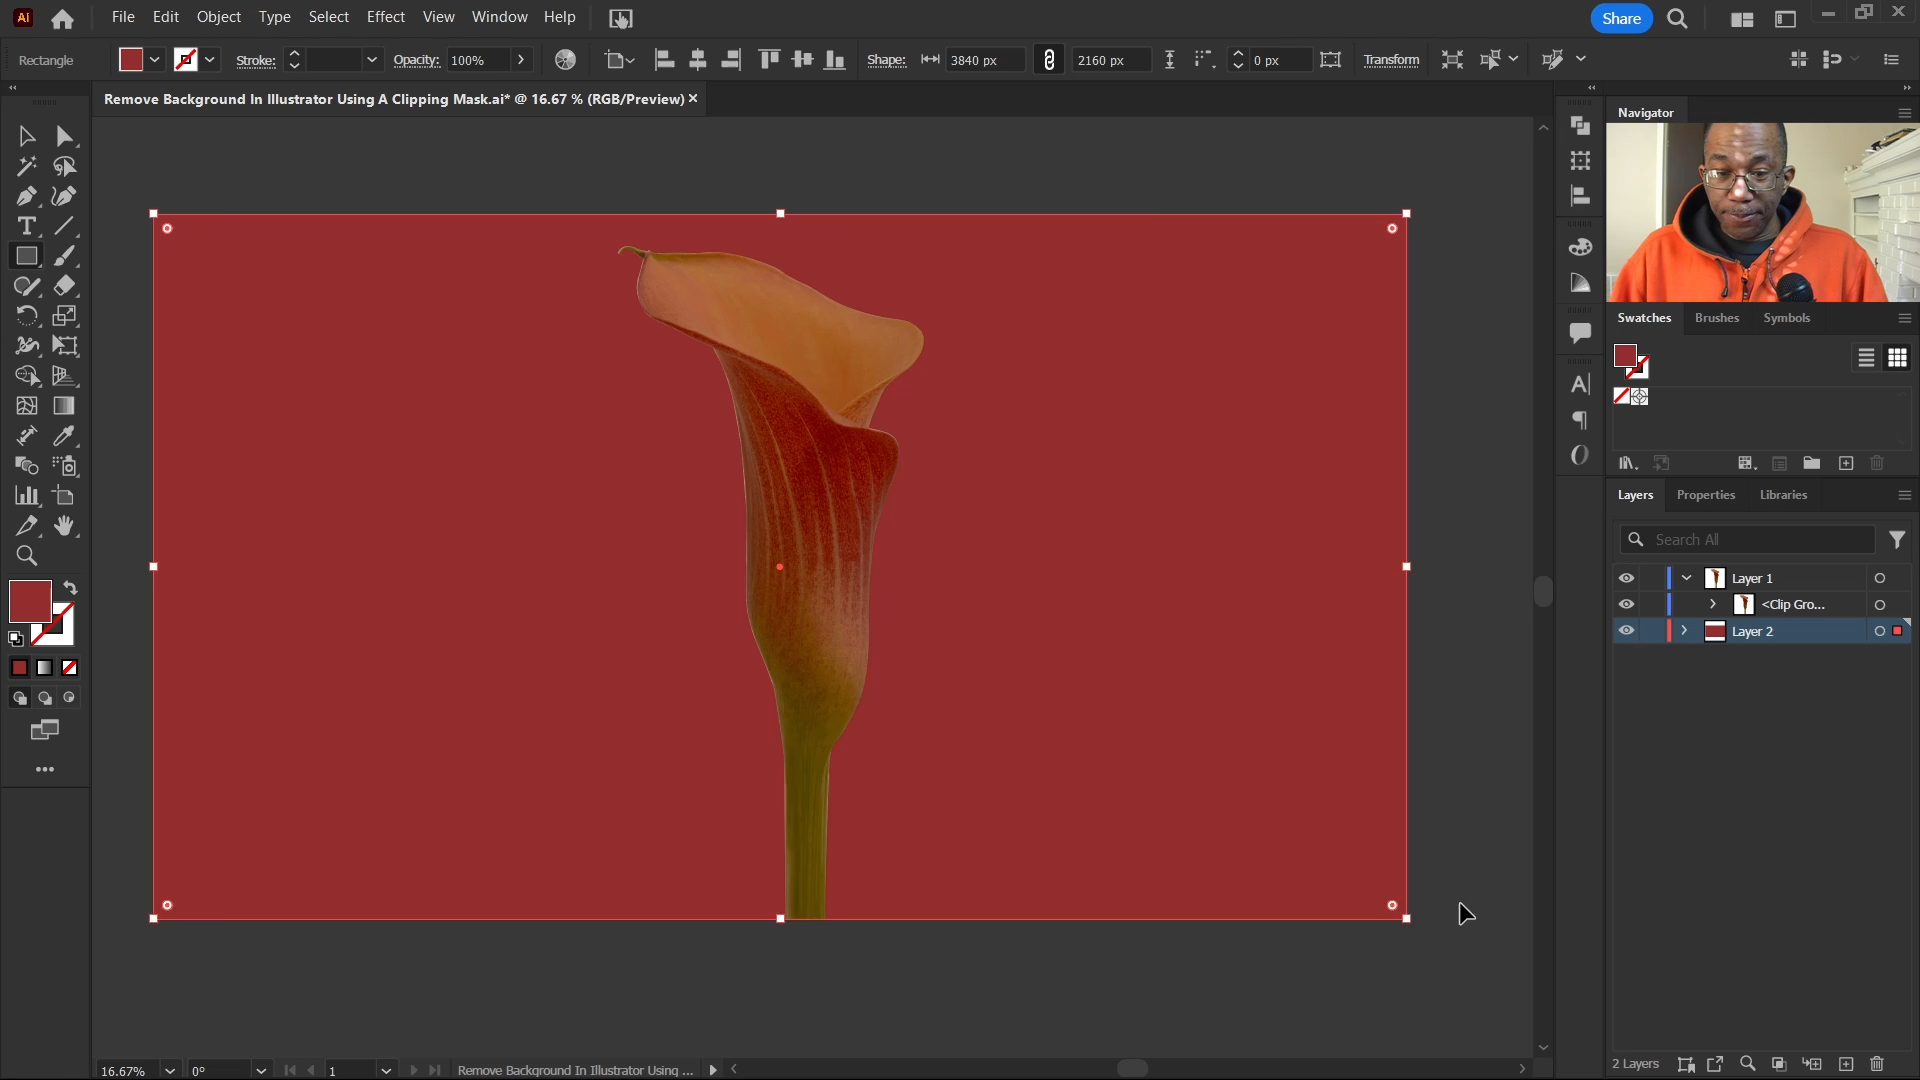 Ai File Edit Object Type Select Effect View Window Help Share
Rectangle Stroke: Opacity: 100% Shape: 3840 px 2160 px 0 px Transform
Remove Background In Illustrator Using A Clipping Mask.ai* @ 16.67 % (RGB/Preview)
Navigator
Swatches Brushes Symbols
Layers Properties Libraries
Search All
Layer 1
<Clip Gro...
Layer 2
2 Layers
16.67% 0° 1 Remove Background In Illustrator Using ...